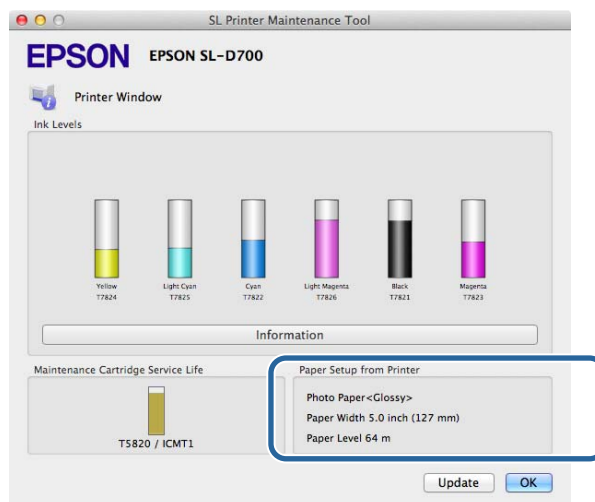 SL Printer Maintenance Tool
EPSON EPSON SL-D700
Printer Window
Ink Levels
Yellow Light Cyan Cyan Light Magenta Black Magenta
T7824 T7825 T7822 T7826 T7821 T7823
Information
Maintenance Cartridge Service Life
T5820 / ICMT1
Paper Setup from Printer
Photo Paper<Glossy>
Paper Width 5.0 inch (127 mm)
Paper Level 64 m
Update OK